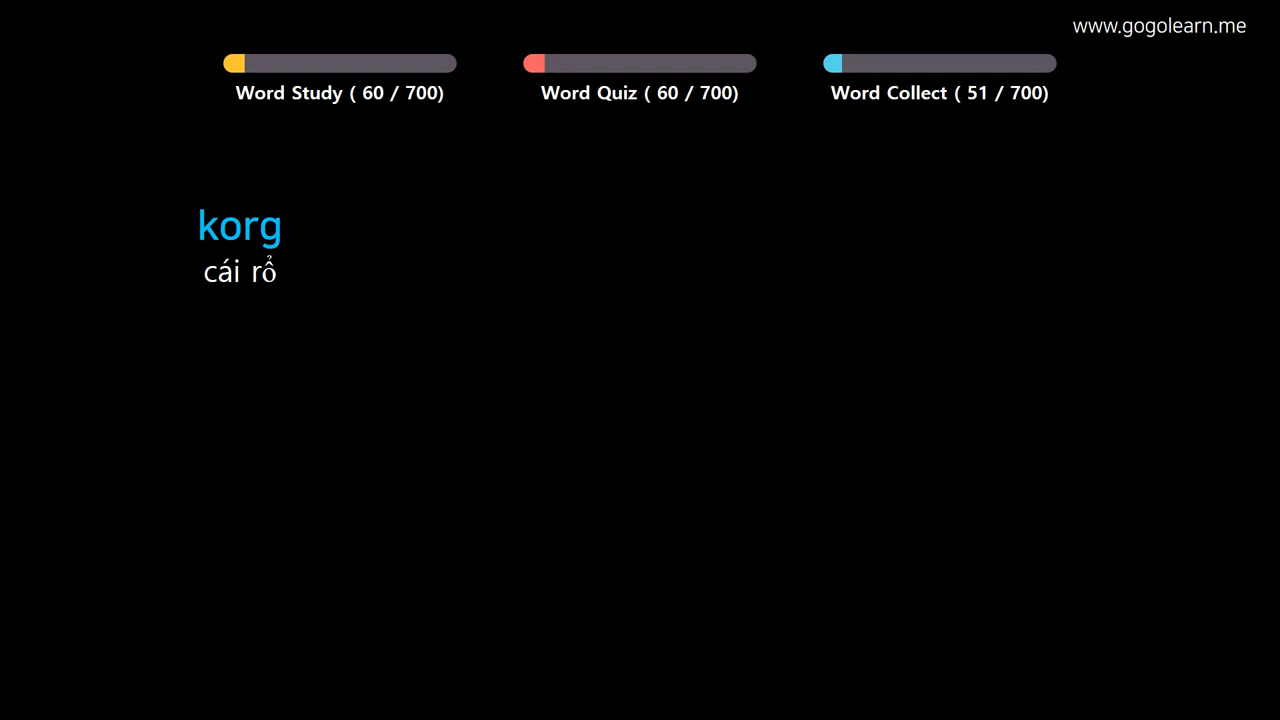 www.gogolearn.me
Word Study ( 60 / 700)
Word Quiz ( 60 / 700)
Word Collect ( 51 / 700)
korg
cái rổ